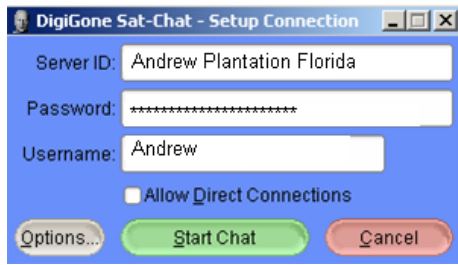 DigiGone Sat-Chat - Setup Connection
Server ID: Andrew Plantation Florida
Password: **********************
Username: Andrew
Allow Direct Connections
Options... Start Chat Cancel